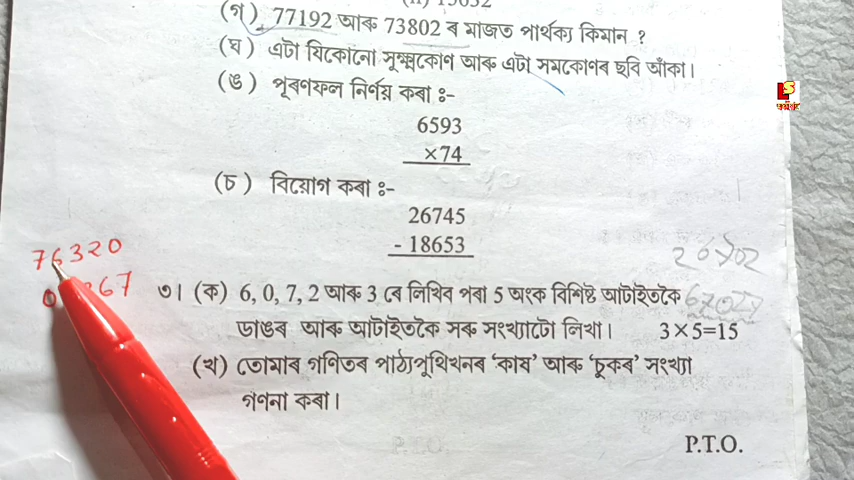 (গ) 77192 আৰু 73802 ৰ মাজত পাৰ্থক্য কিমান ?
(ঘ) এটা যিকোনো সূক্ষ্মকোণ আৰু এটা সমকোণৰ ছবি আঁকা।
(ঙ) পূৰণফল নিৰ্ণয় কৰা ঃ-
6593
×74
(চ) বিয়োগ কৰা ঃ-
26745
- 18653
76320
৩। (ক) 6, 0, 7, 2 আৰু 3 ৰে লিখিব পৰা 5 অংক বিশিষ্ট আটাইতকৈ
ডাঙৰ আৰু আটাইতকৈ সৰু সংখ্যাটো লিখা। 3×5=15
(খ) তোমাৰ গণিতৰ পাঠ্যপুথিখনৰ ‘কাষ’ আৰু ‘চুকৰ’ সংখ্যা
গণনা কৰা।
P.T.O.